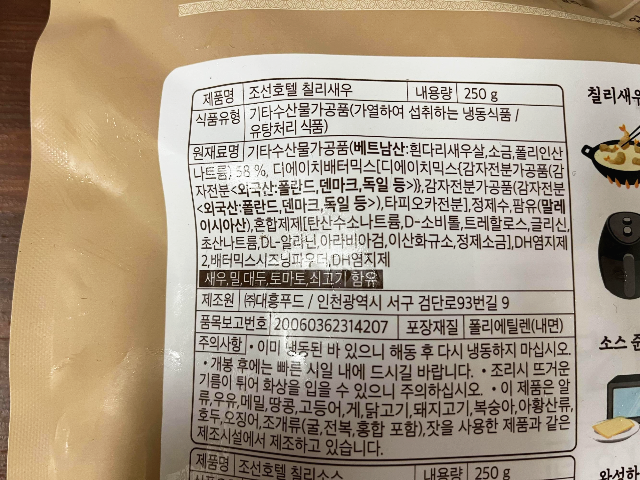 제품명 조선호텔 칠리새우 내용량 250 g
식품유형 기타수산물가공품(가열하여 섭취하는 냉동식품 /
유탕처리 식품)
원재료명 기타수산물가공품(베트남산:흰다리새우살,소금,폴리인산
나트륨) 58 %, 디에이치배터믹스[디에이치믹스{감자전분가공품(감
자전분<외국산:폴란드,덴마크,독일 등>)},감자전분가공품(감자전분
<외국산:폴란드,덴마크,독일 등>),타피오카전분], 정제수,팜유(말레
이시아산),혼합제제[탄산수소나트륨,D-소비톨,트레할로스,글리신,
초산나트륨,DL-알라닌,아라비아검,이산화규소,정제소금],DH염지제
2,배터믹스시즈닝파우더,DH염지제
새우,밀,대두,토마토,쇠고기 함유
제조원 ㈜대흥푸드 / 인천광역시 서구 검단로93번길 9
품목보고번호 20060362314207 포장재질 폴리에틸렌(내면)
주의사항 • 이미 냉동된 바 있으니 해동 후 다시 냉동하지 마십시오.
• 개봉 후에는 빠른 시일 내에 드시길 바랍니다. • 조리시 뜨거운
기름이 튀어 화상을 입을 수 있으니 주의하십시오. • 이 제품은 알
류,우유,메밀,땅콩,고등어,게,닭고기,돼지고기,복숭아,아황산류,
호두,오징어,조개류(굴,전복,홍합 포함),잣을 사용한 제품과 같은
제조시설에서 제조하고 있습니다.
제품명 조선호텔 칠리소스 내용량 250 g
칠리새우
소스 준
완성하